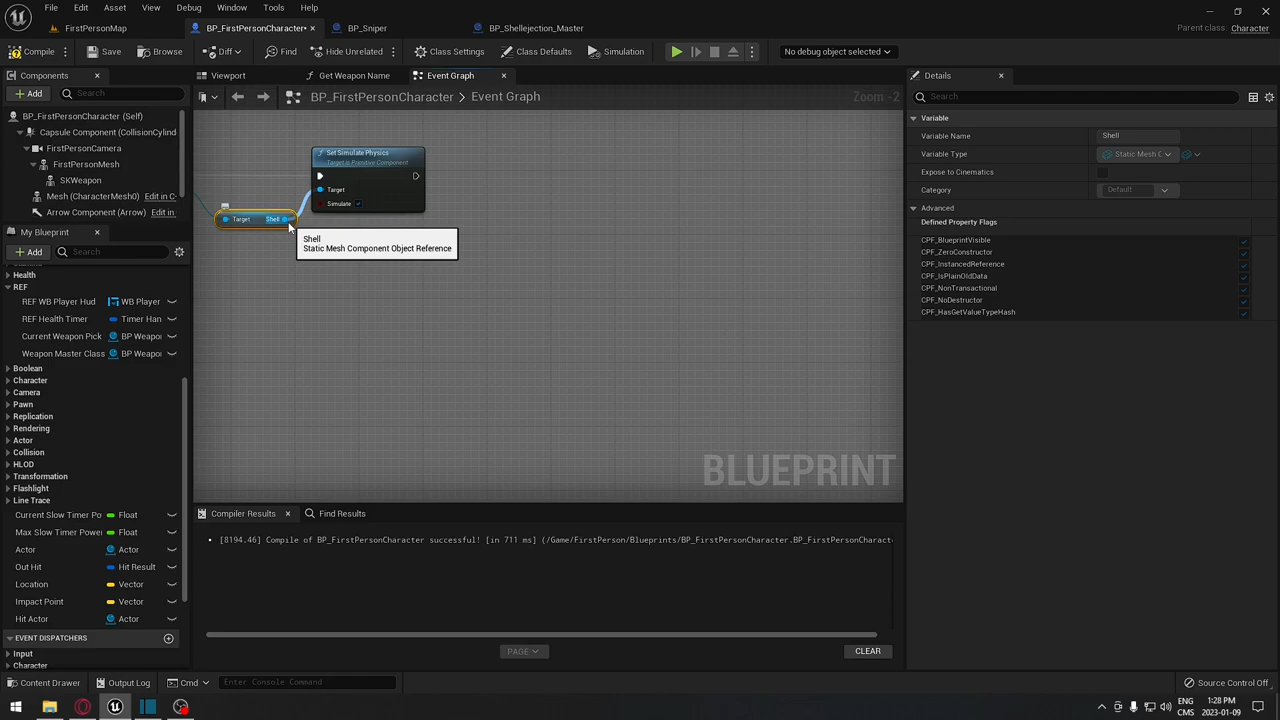 File Edit Asset View Debug Window Tools Help
FirstPersonMap
BP_FirstPersonCharacter•
BP_Sniper
BP_Shellejection_Master
Parent class: Character
Compile
Save
Browse
Diff
Find
Hide Unrelated
Class Settings
Class Defaults
Simulation
No debug object selected
Components
Viewport
Get Weapon Name
Event Graph
Details
Add
Search
BP_FirstPersonCharacter > Event Graph
Zoom -2
Search
BP_FirstPersonCharacter (Self)
Capsule Component (CollisionCylind
FirstPersonCamera
FirstPersonMesh
SKWeapon
Mesh (CharacterMesh0) Edit in C
Arrow Component (Arrow) Edit in
My Blueprint
Add
Search
Health
REF
REF WB Player Hud WB Player
REF Health Timer Timer Han
Current Weapon Pick BP Weapo
Weapon Master Class BP Weapo
Boolean
Character
Camera
Pawn
Replication
Rendering
Actor
Collision
HLOD
Transformation
Flashlight
Line Trace
Current Slow Timer Po Float
Max Slow Timer Power Float
Actor Actor
Out Hit Hit Result
Location Vector
Impact Point Vector
Hit Actor Actor
EVENT DISPATCHERS
Input
Character
Set Simulate Physics
Target is Primitive Component
Target
Simulate
Target Shell
Shell
Static Mesh Component Object Reference
BLUEPRINT
Variable
Variable Name Shell
Variable Type Static Mesh C
Expose to Cinematics
Category Default
Advanced
Defined Property Flags
CPF_BlueprintVisible
CPF_ZeroConstructor
CPF_InstancedReference
CPF_IsPlainOldData
CPF_NonTransactional
CPF_NoDestructor
CPF_HasGetValueTypeHash
Compiler Results
Find Results
[8194.46] Compile of BP_FirstPersonCharacter successful! [in 711 ms] (/Game/FirstPerson/Blueprints/BP_FirstPersonCharacter.BP_FirstPersonCharacte
PAGE
CLEAR
Content Drawer
Output Log
Cmd
Enter Console Command
Source Control Off
ENG
CMS
1:28 PM
2023-01-09